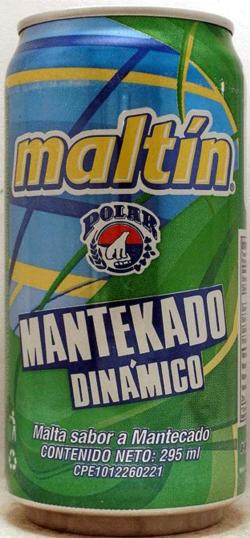 maltín®
POLAR
MANTEKADO
DINÁMICO
Malta sabor a Mantecado
CONTENIDO NETO: 295 ml
CPE1012260221